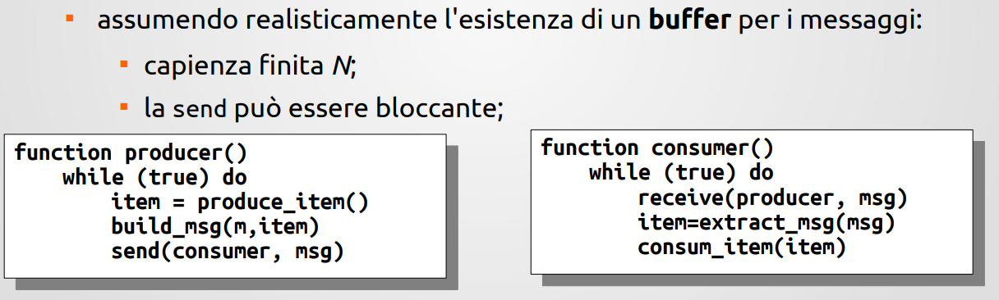 assumendo realisticamente l'esistenza di un buffer per i messaggi:
capienza finita N;
la send può essere bloccante;
function producer()
while (true) do
item = produce_item()
build_msg(m,item)
send(consumer, msg)
function consumer()
while (true) do
receive(producer, msg)
item=extract_msg(msg)
consum_item(item)